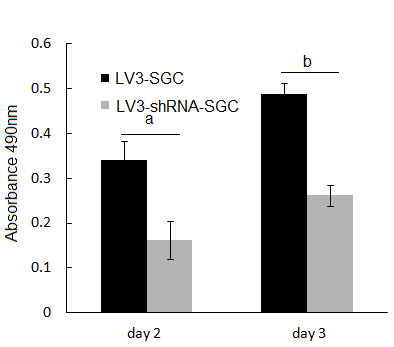 0.6
b
LV3-SGC
0.5
LV3-shRNA-SGC
a
0.4
0.3
0.2
0.1
0
Absorbance 490nm
day 2
day 3